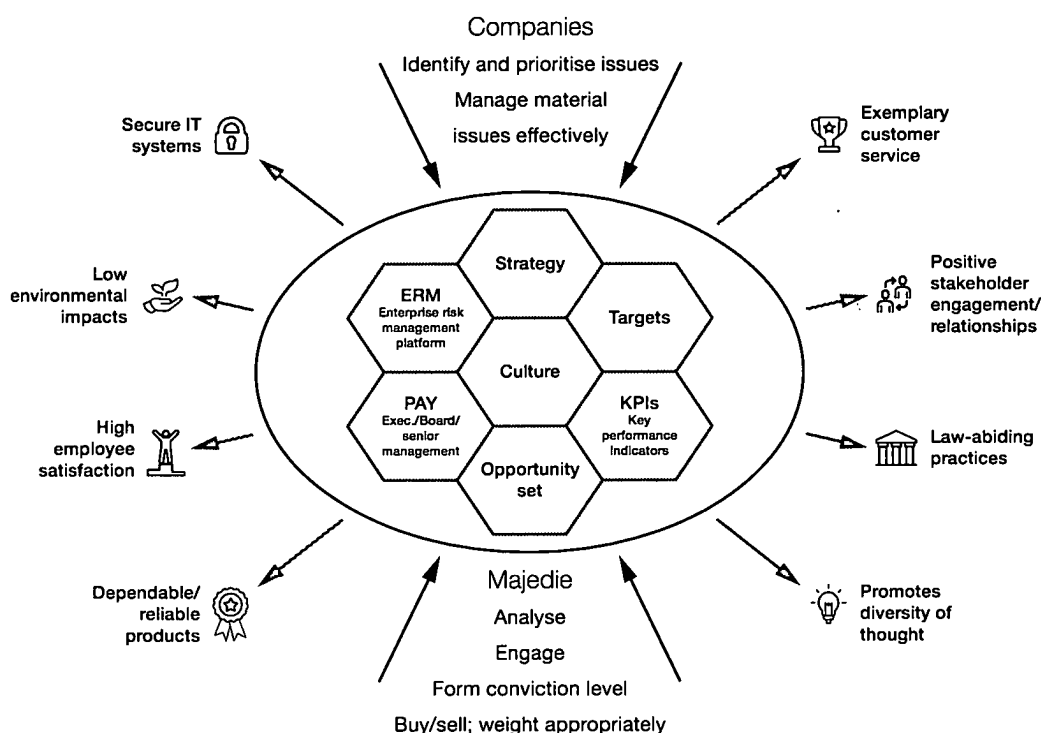 Companies
Identify and prioritise issues
Manage material
issues effectively
Secure IT
systems
Exemplary
customer
service
Low
environmental
impacts
Positive
stakeholder
engagement/
relationships
High
employee
satisfaction
Law-abiding
practices
Dependable/
reliable
products
Promotes
diversity of
thought
Strategy
ERM
Enterprise risk
management
platform
Targets
Culture
PAY
Exec./Board/
senior
management
KPIs
Key
performance
indicators
Opportunity
set
Majedie
Analyse
Engage
Form conviction level
Buy/sell; weight appropriately